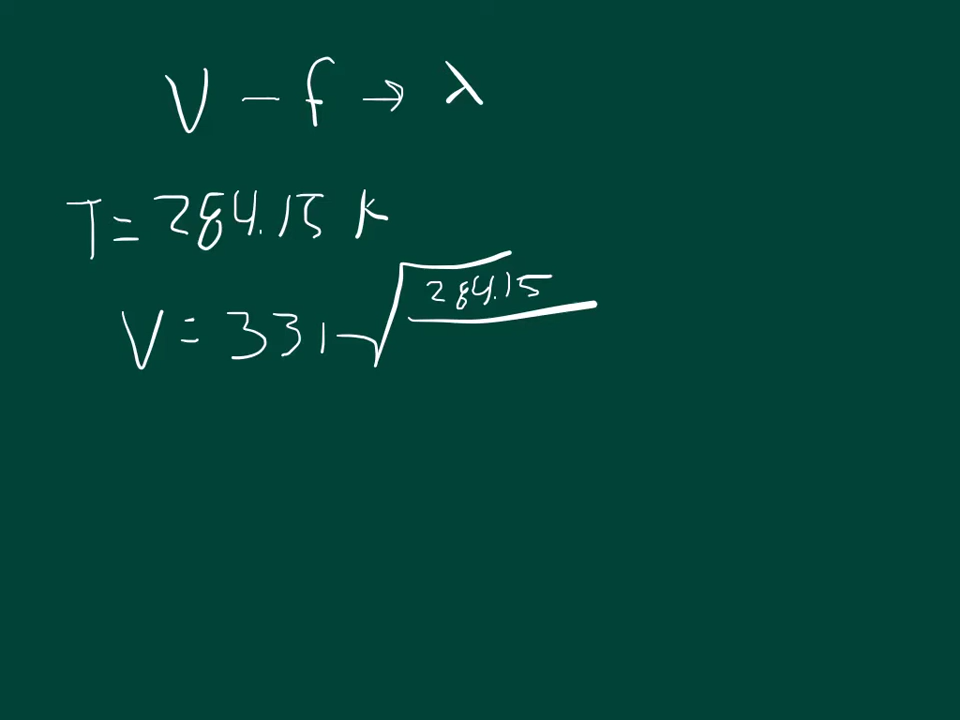 V – f → λ
T = 284.15 K
V = 331 √284.15